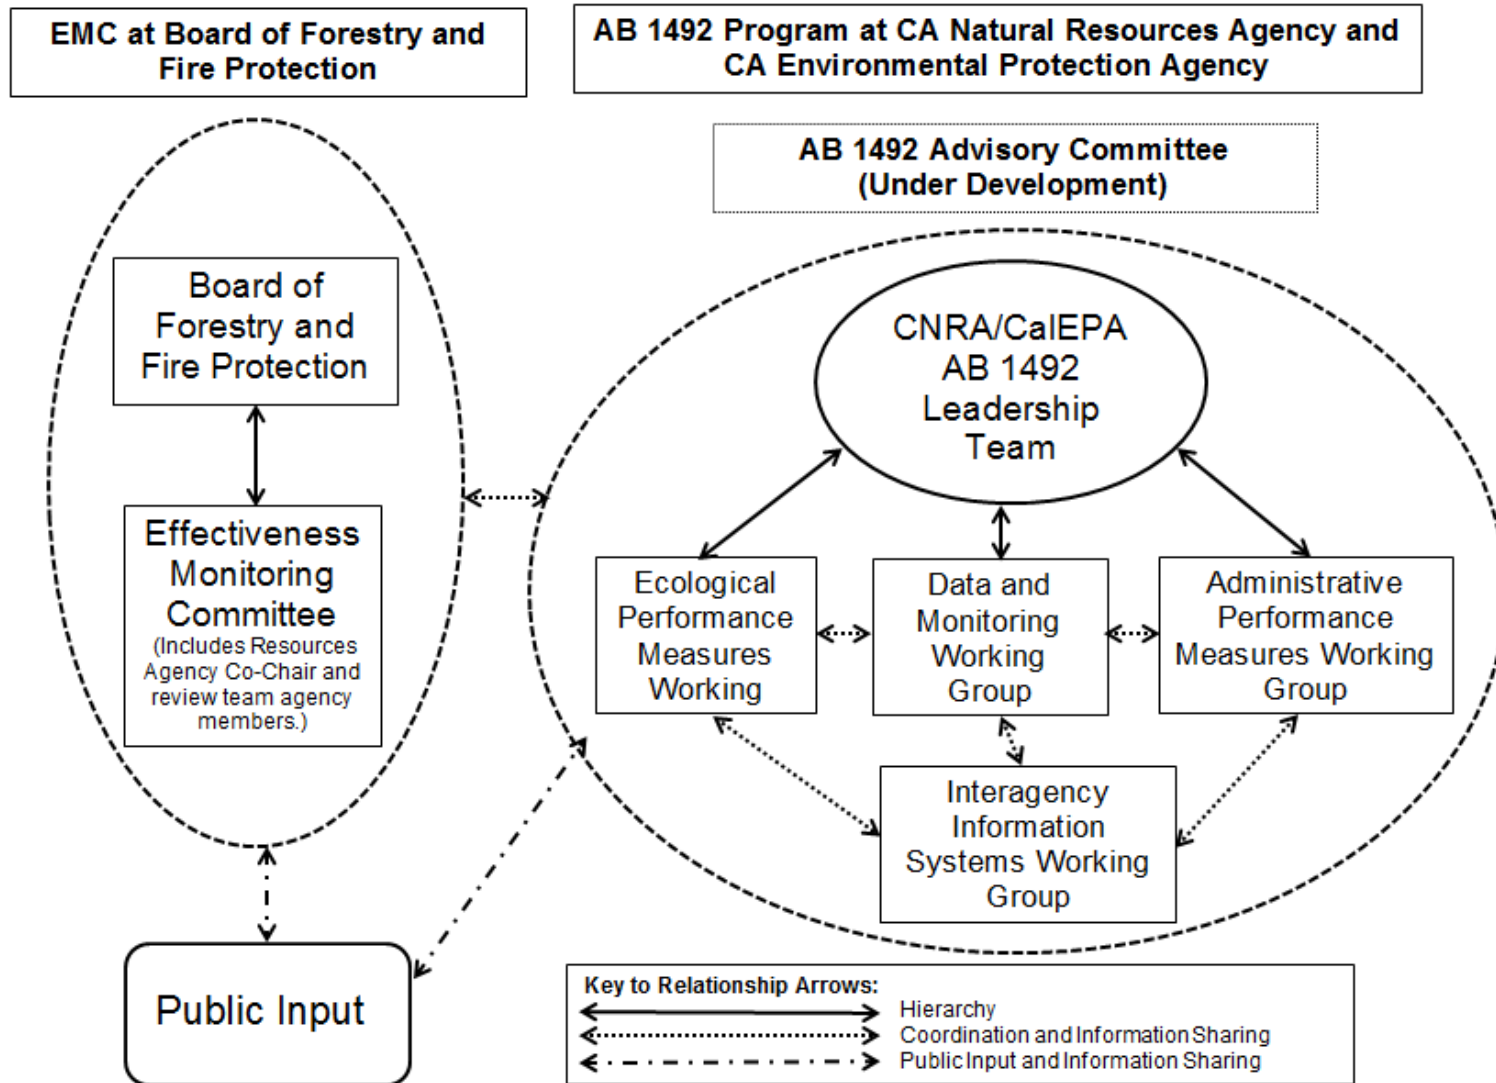 EMC at Board of Forestry and
Fire Protection
AB 1492 Program at CA Natural Resources Agency and
CA Environmental Protection Agency
AB 1492 Advisory Committee
(Under Development)
Board of
Forestry and
Fire Protection
Effectiveness
Monitoring
Committee
(Includes Resources
Agency Co-Chair and
review team agency
members.)
CNRA/CalEPA
AB 1492
Leadership
Team
Ecological
Performance
Measures
Working
Data and
Monitoring
Working
Group
Administrative
Performance
Measures Working
Group
Interagency
Information
Systems Working
Group
Public Input
Key to Relationship Arrows:
Hierarchy
Coordination and Information Sharing
Public Input and Information Sharing